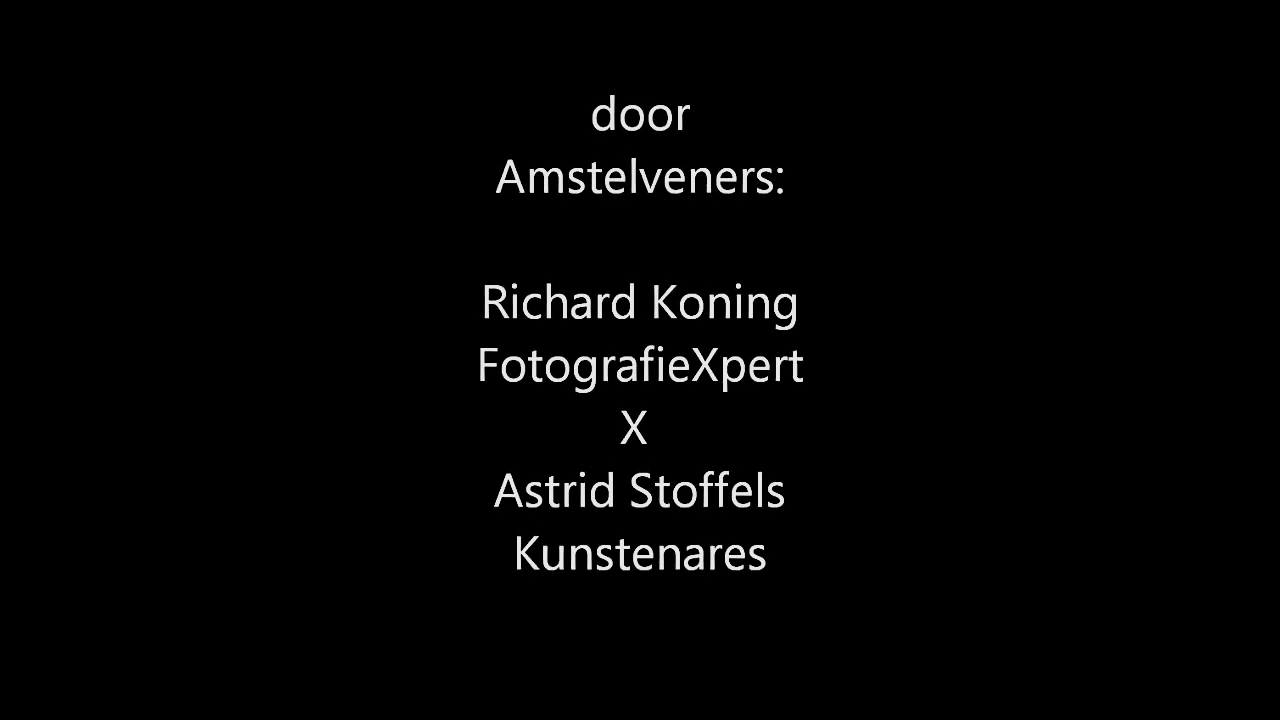 door
Amstelveners:
Richard Koning
FotografieXpert
X
Astrid Stoffels
Kunstenares